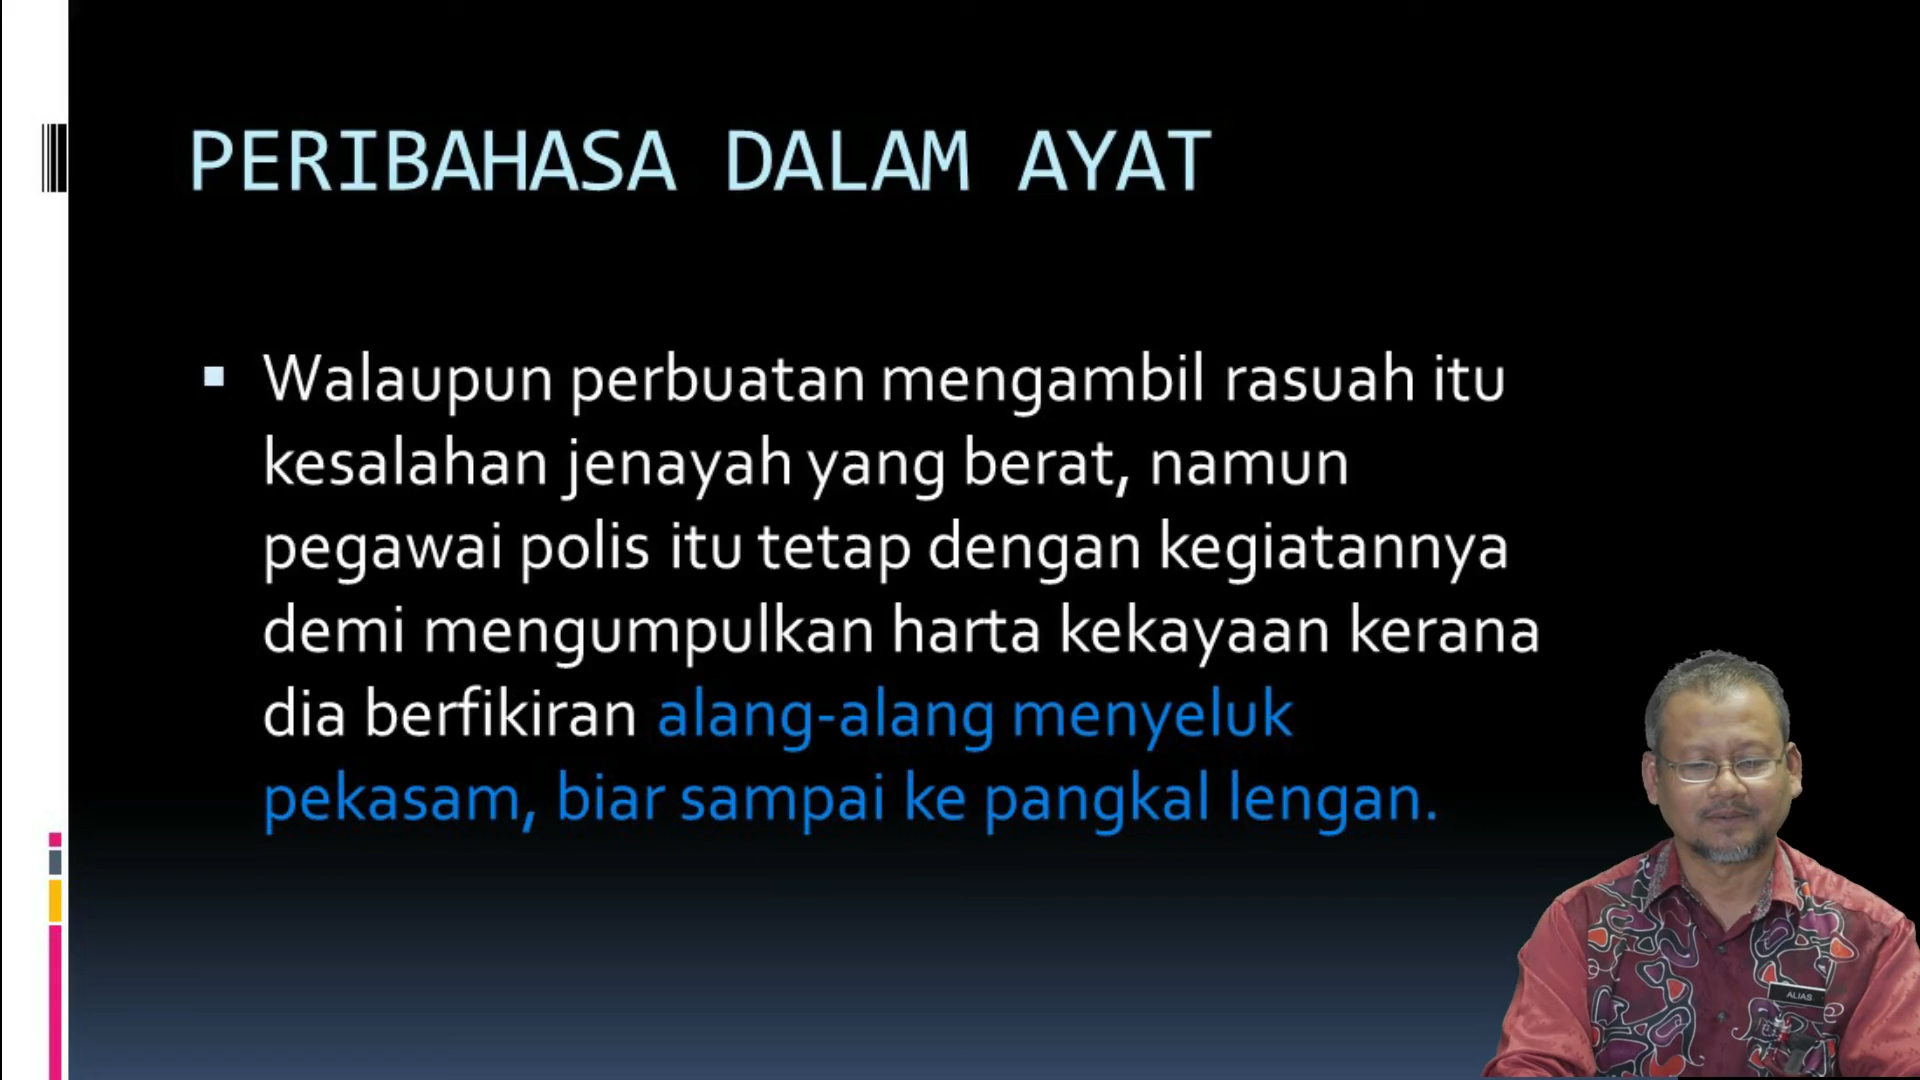 PERIBAHASA DALAM AYAT
Walaupun perbuatan mengambil rasuah itu
kesalahan jenayah yang berat, namun
pegawai polis itu tetap dengan kegiatannya
demi mengumpulkan harta kekayaan kerana
dia berfikiran alang-alang menyeluk
pekasam, biar sampai ke pangkal lengan.
ALIAS